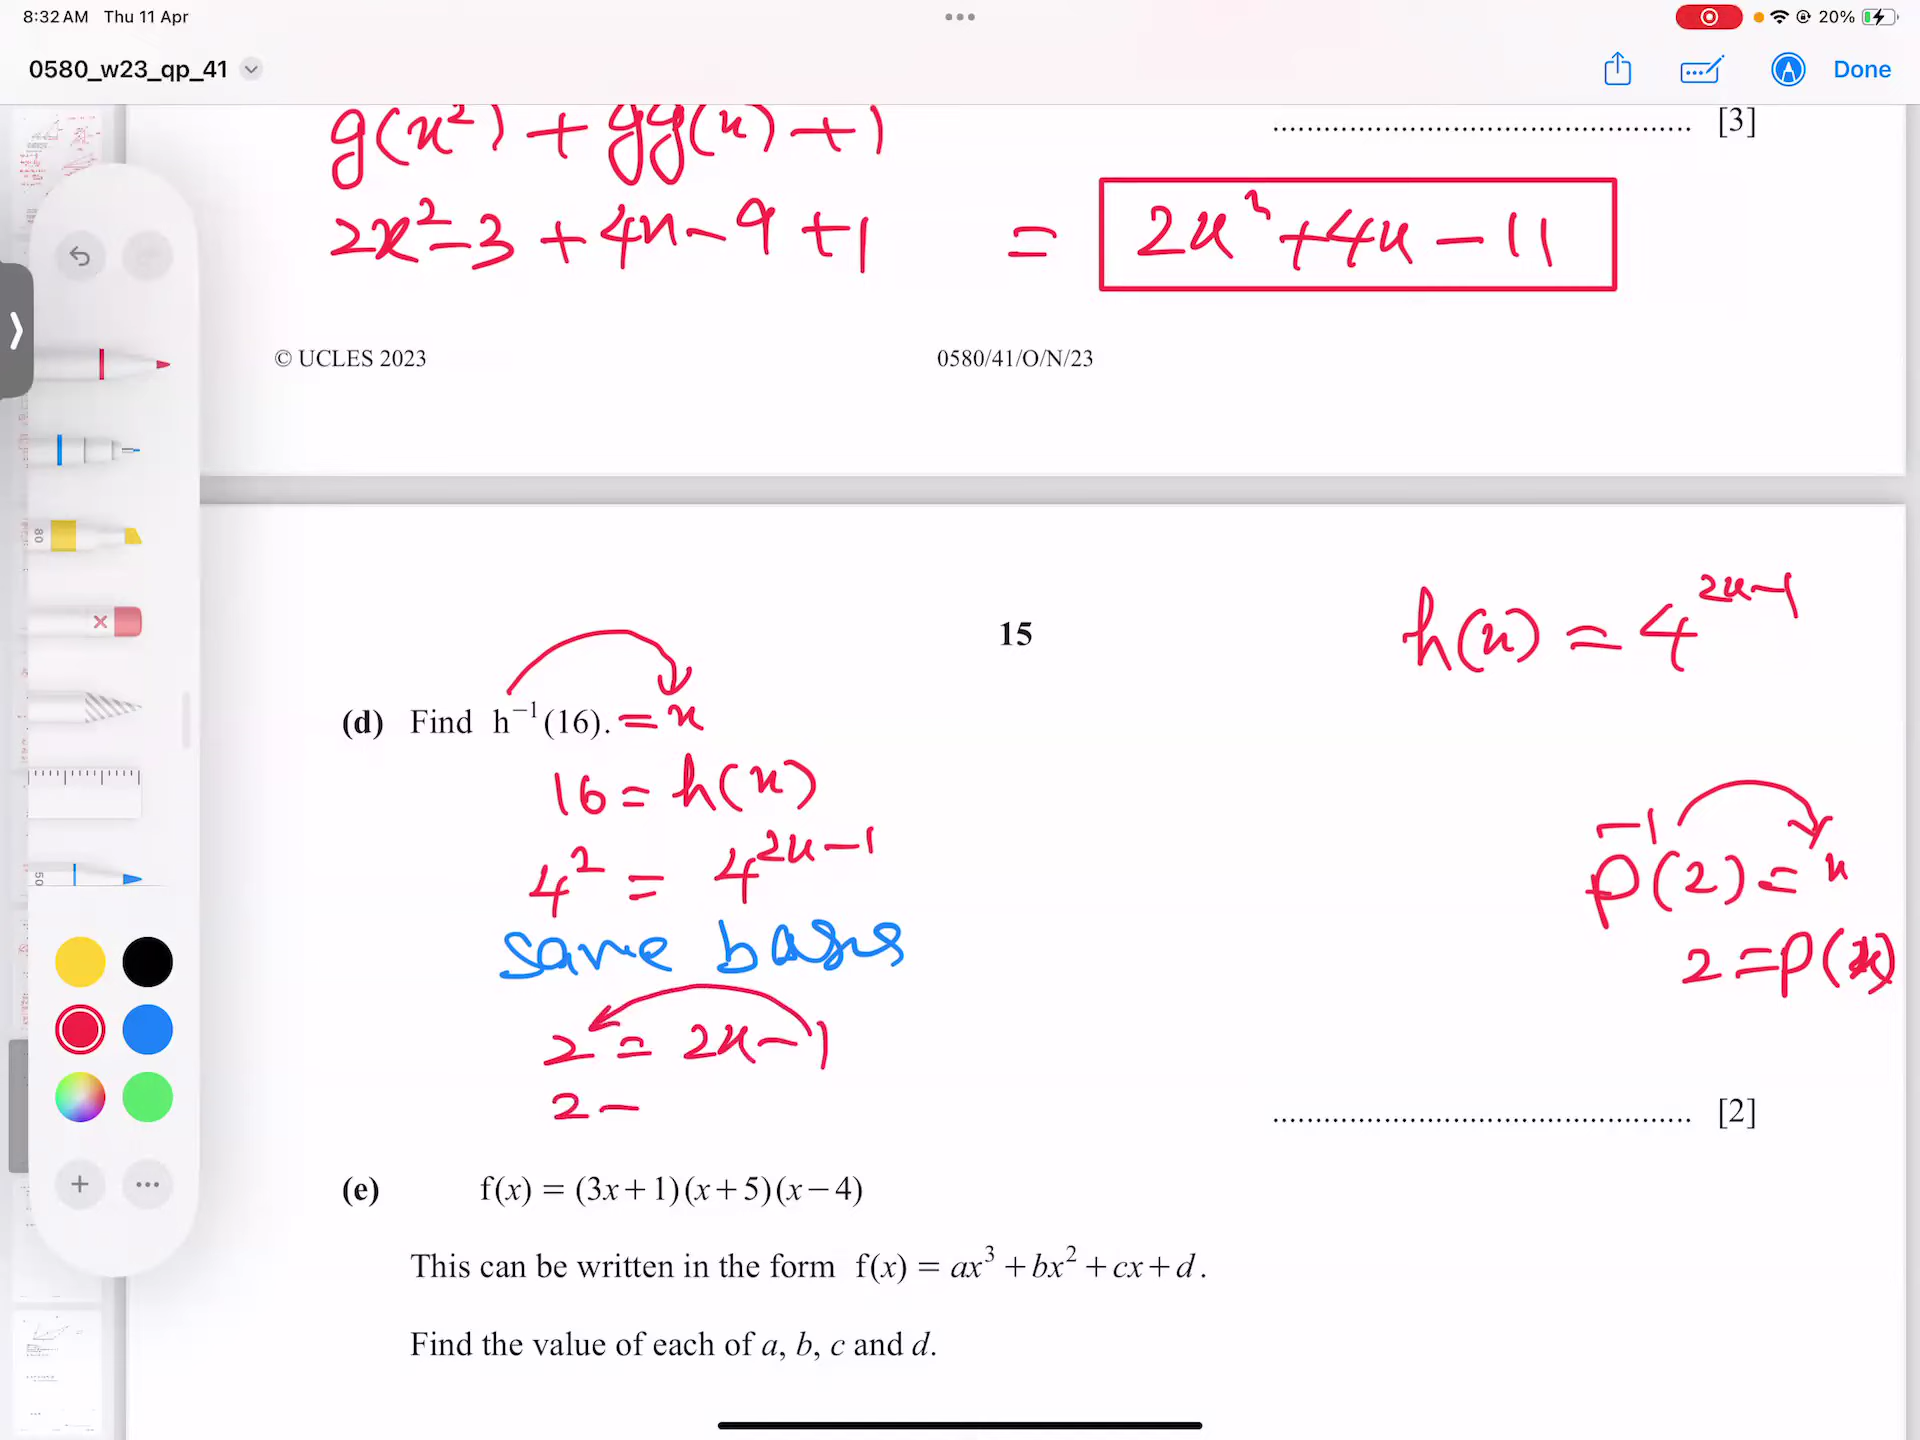 8:32 AM Thu 11 Apr
20%
0580_w23_qp_41
Done
g(x²) + gg(x) + 1
[3]
2x² - 3 + 4x - 9 + 1 = 2x² + 4x - 11
© UCLES 2023
0580/41/O/N/23
h(x) = 4^{2x-1}
15
(d) Find h⁻¹(16). = x
16 = h(x)
4² = 4^{2x-1}
p⁻¹(2) = x
same bases
2 = p(x)
2 = 2x - 1
2 -
[2]
(e) f(x) = (3x+1)(x+5)(x−4)
This can be written in the form f(x) = ax³ + bx² + cx + d.
Find the value of each of a, b, c and d.
80
50